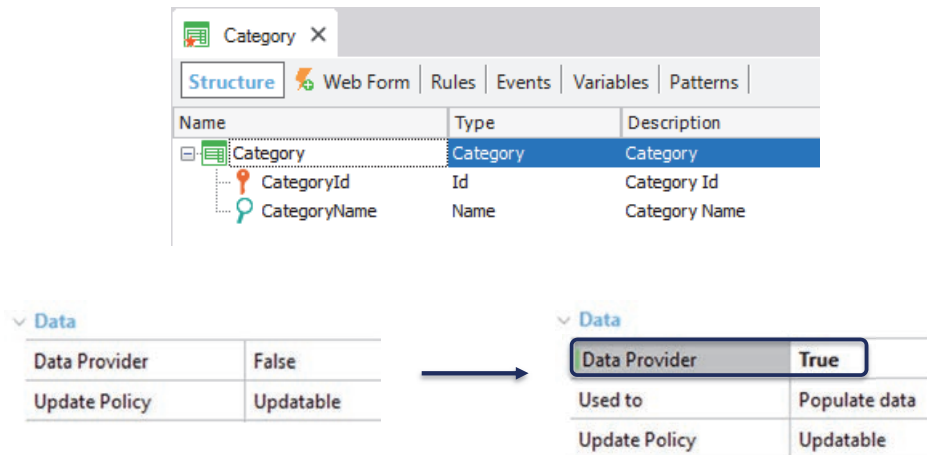 Category
Structure Web Form Rules Events Variables Patterns
Name Type Description
Category Category Category
CategoryId Id Category Id
CategoryName Name Category Name
Data
Data Provider False
Update Policy Updatable
Data
Data Provider True
Used to Populate data
Update Policy Updatable